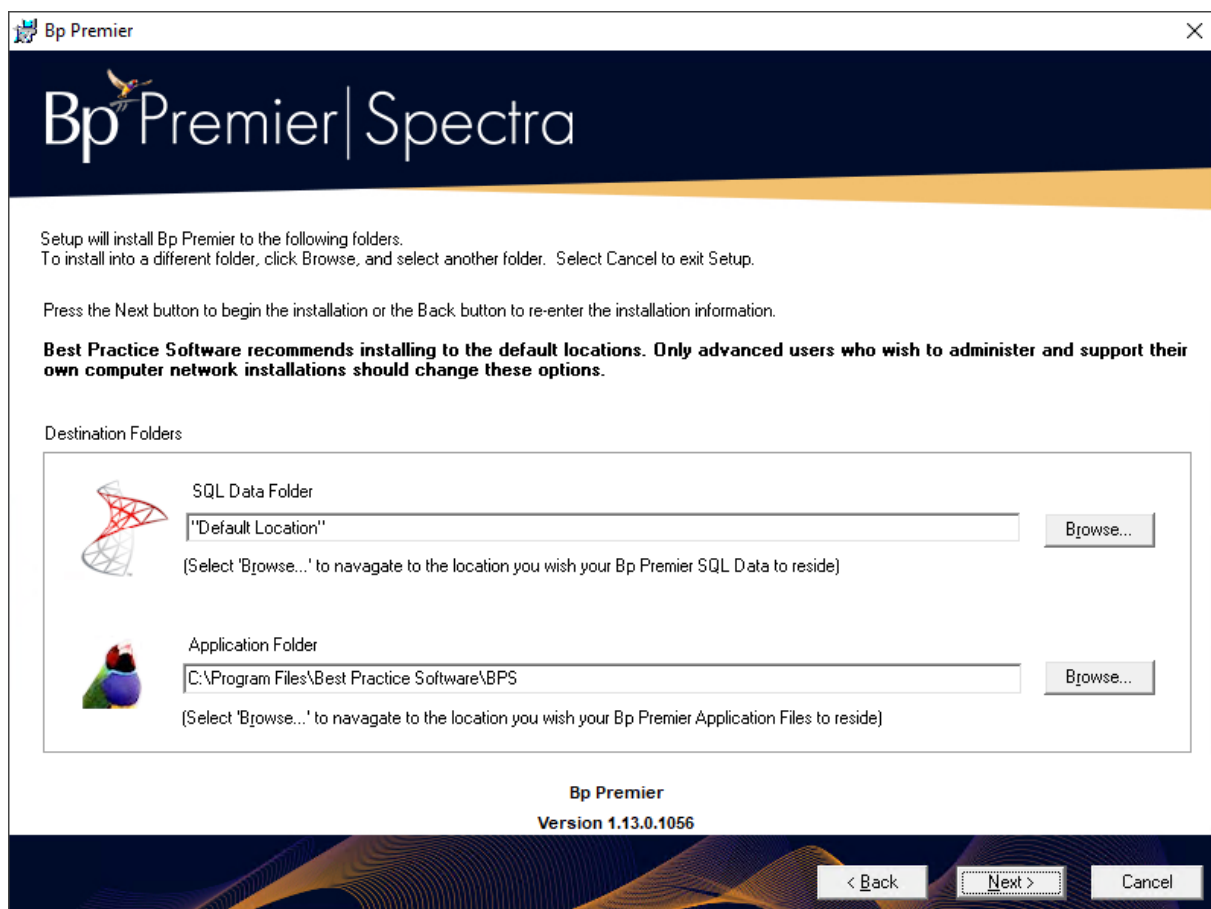 Bp Premier
Bp Premier | Spectra
Setup will install Bp Premier to the following folders.
To install into a different folder, click Browse, and select another folder.  Select Cancel to exit Setup.
Press the Next button to begin the installation or the Back button to re-enter the installation information.
Best Practice Software recommends installing to the default locations. Only advanced users who wish to administer and support their
own computer network installations should change these options.
Destination Folders
SQL Data Folder
"Default Location"
Browse...
(Select 'Browse...' to navagate to the location you wish your Bp Premier SQL Data to reside)
Application Folder
C:\Program Files\Best Practice Software\BPS
Browse...
(Select 'Browse...' to navagate to the location you wish your Bp Premier Application Files to reside)
Bp Premier
Version 1.13.0.1056
< Back
Next >
Cancel